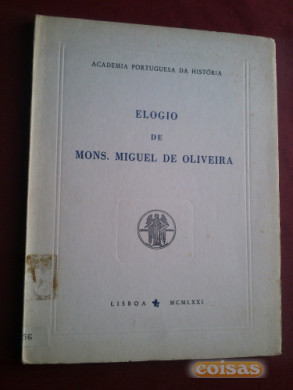 ACADEMIA PORTUGUESA DA HISTÓRIA
ELOGIO
DE
MONS. MIGUEL DE OLIVEIRA
LISBOA MCMLXXI
coisas